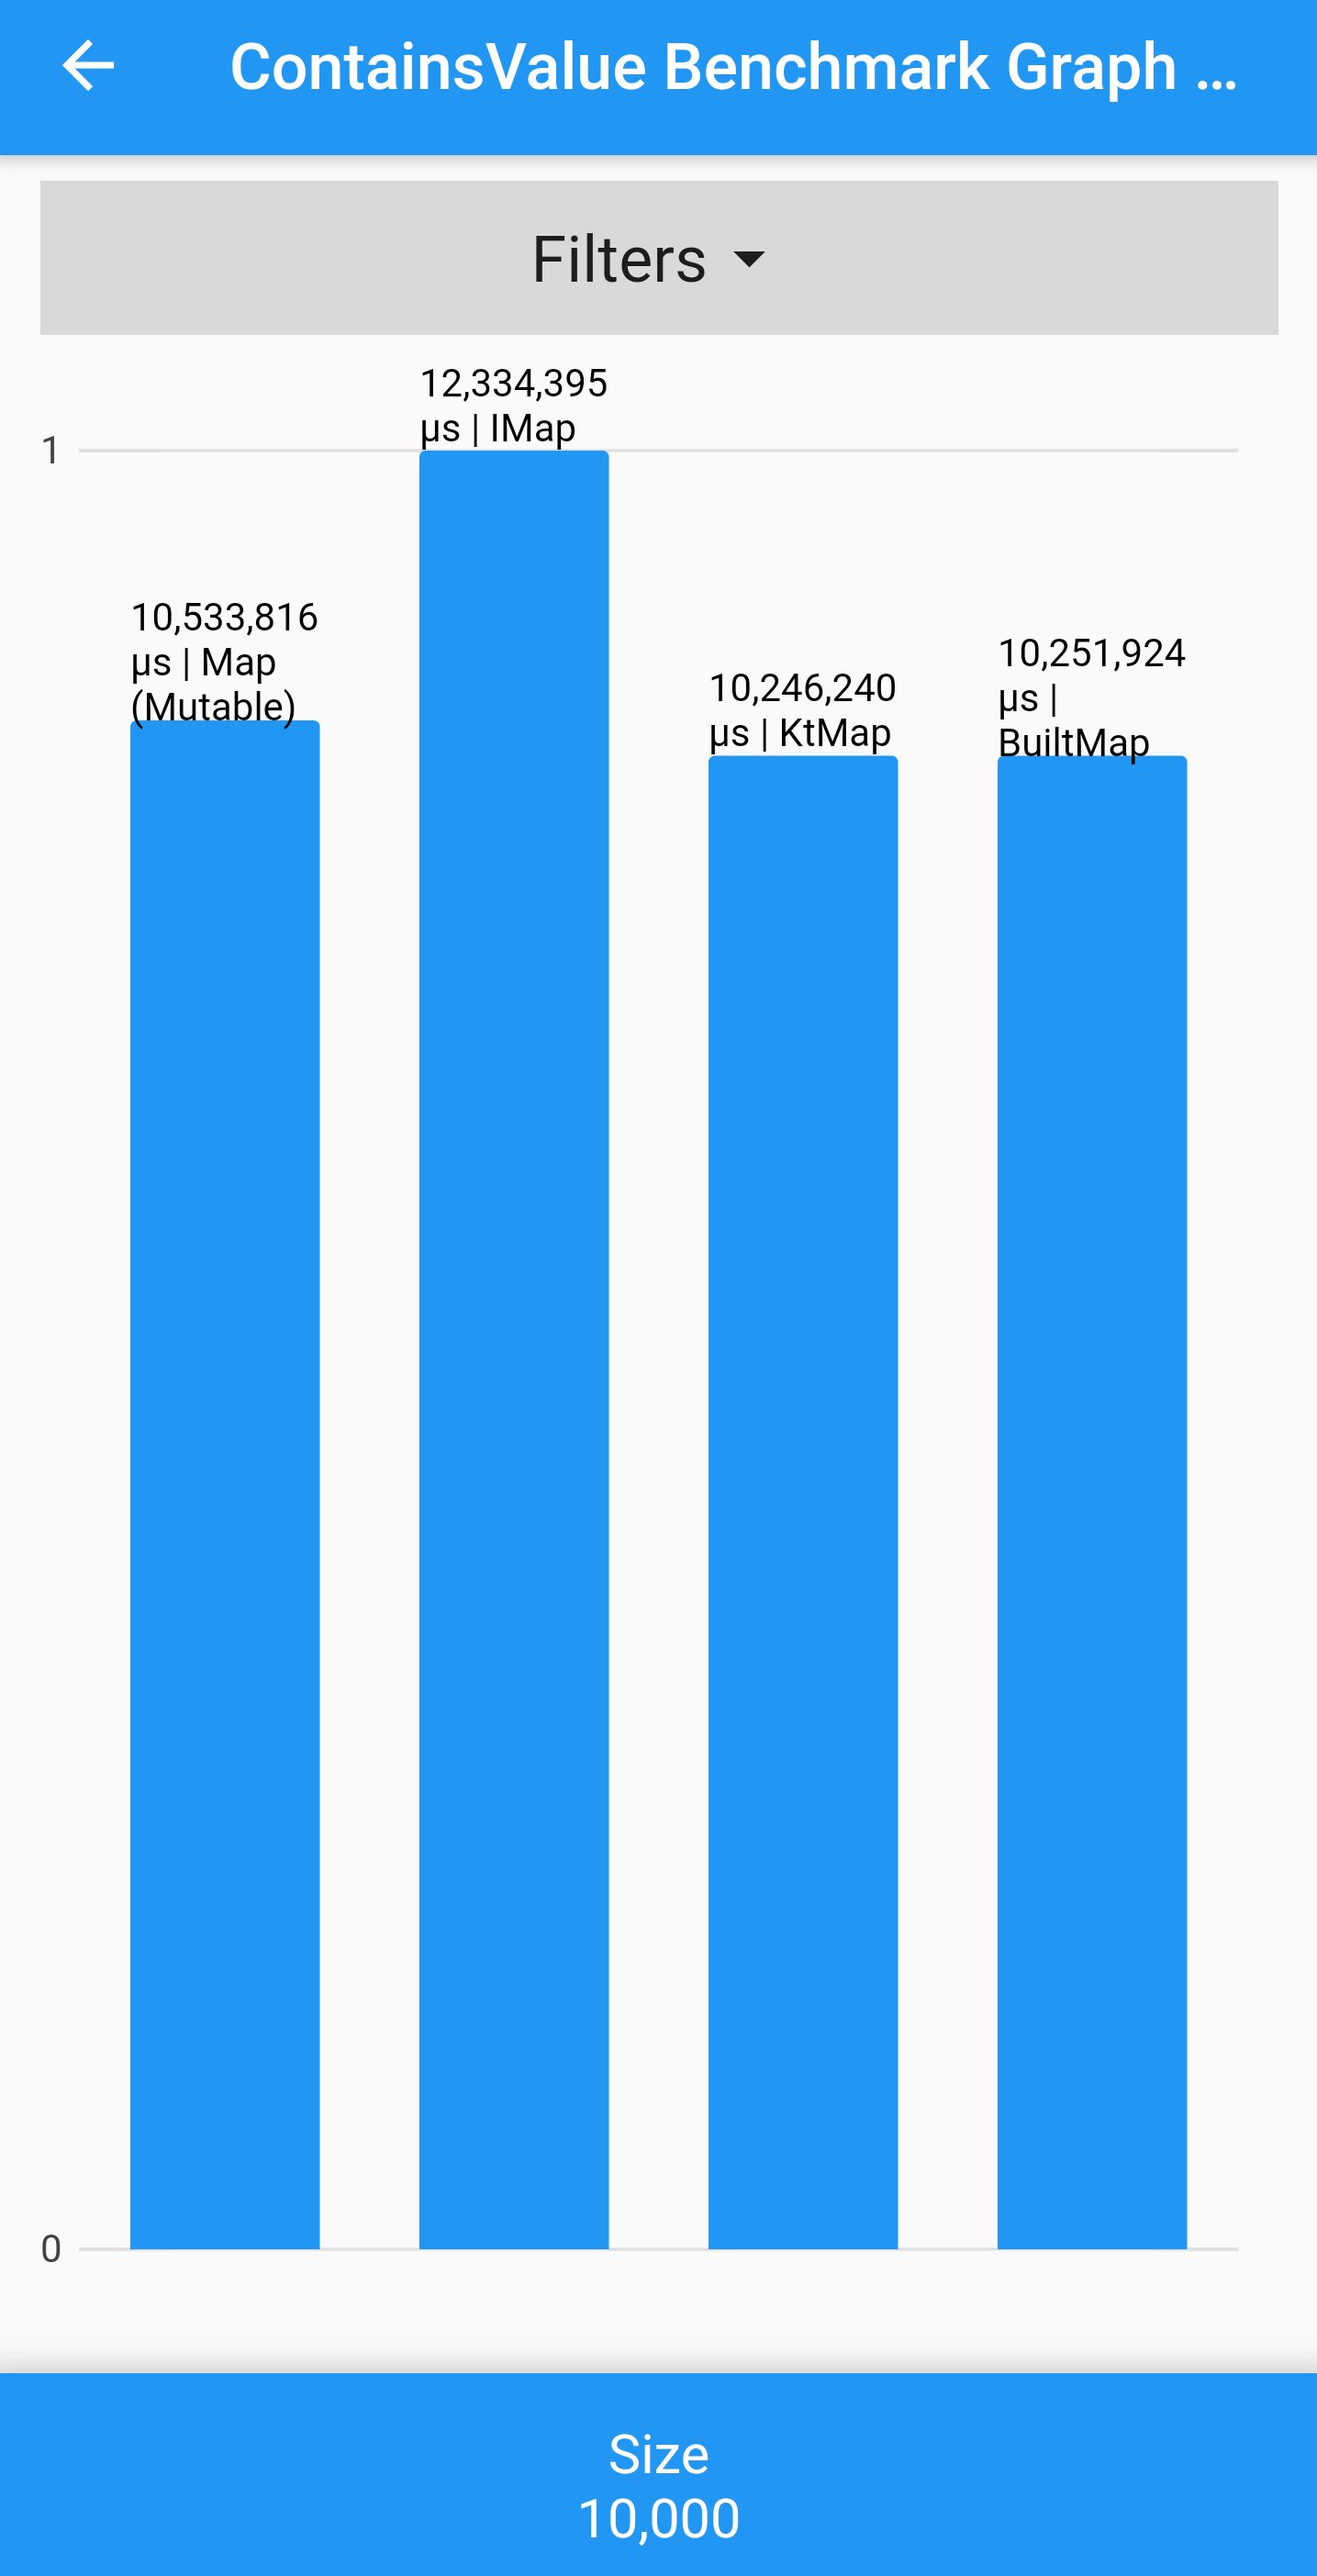 ContainsValue Benchmark Graph ...
Filters
12,334,395
µs | IMap
1
10,533,816
µs | Map
(Mutable)
10,246,240
µs | KtMap
10,251,924
µs |
BuiltMap
0
Size
10,000